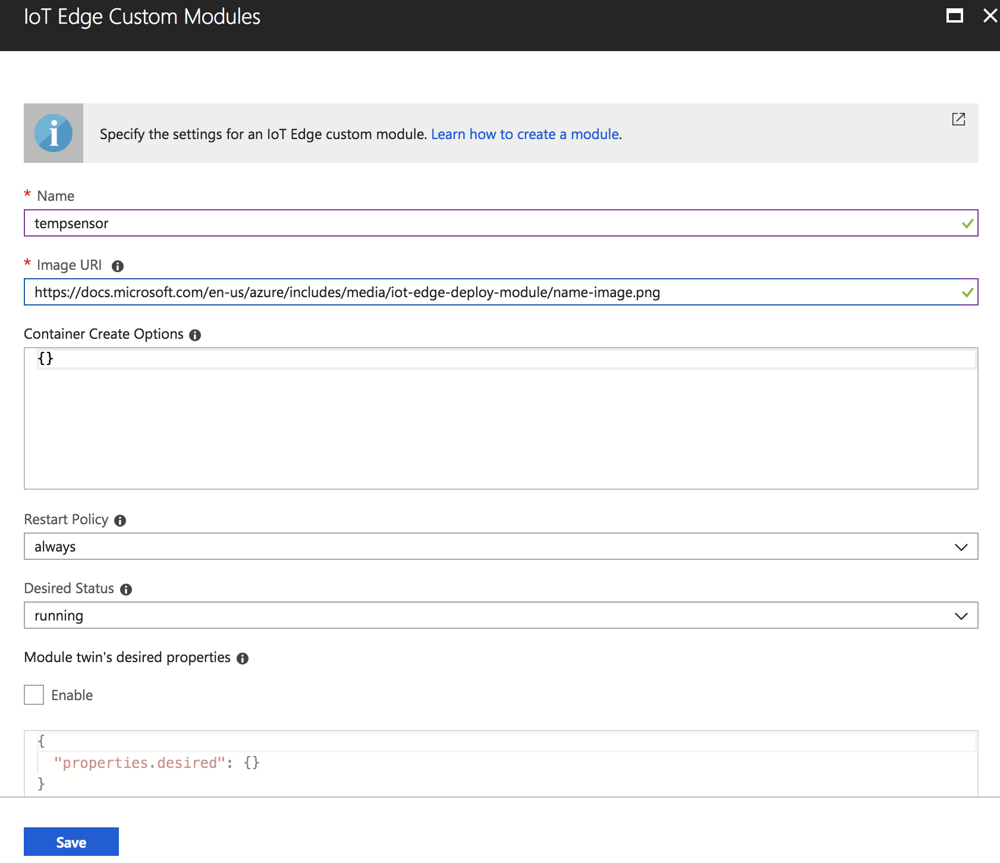 IoT Edge Custom Modules
Specify the settings for an IoT Edge custom module. Learn how to create a module.
* Name
tempsensor
* Image URI
https://docs.microsoft.com/en-us/azure/includes/media/iot-edge-deploy-module/name-image.png
Container Create Options
{}
Restart Policy
always
Desired Status
running
Module twin's desired properties
Enable
{
"properties.desired": {}
}
Save